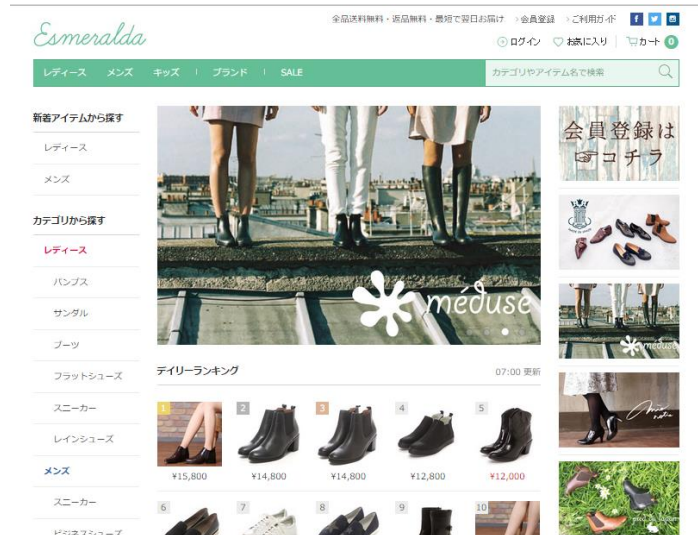 全品送料無料・返品無料・最短で翌日お届け
会員登録
ご利用ガイド
Esmeralda
ログイン
お気に入り
カート 0
レディース メンズ キッズ ブランド SALE
カテゴリやアイテム名で検索
新着アイテムから探す
レディース
メンズ
カテゴリから探す
レディース
パンプス
サンダル
ブーツ
フラットシューズ
スニーカー
レインシューズ
メンズ
スニーカー
ビジネスシューズ
méduse
デイリーランキング
07:00 更新
1 2 3 4 5
¥15,800 ¥14,800 ¥14,800 ¥12,800 ¥12,000
6 7 8 9 10
会員登録は
コチラ
méduse